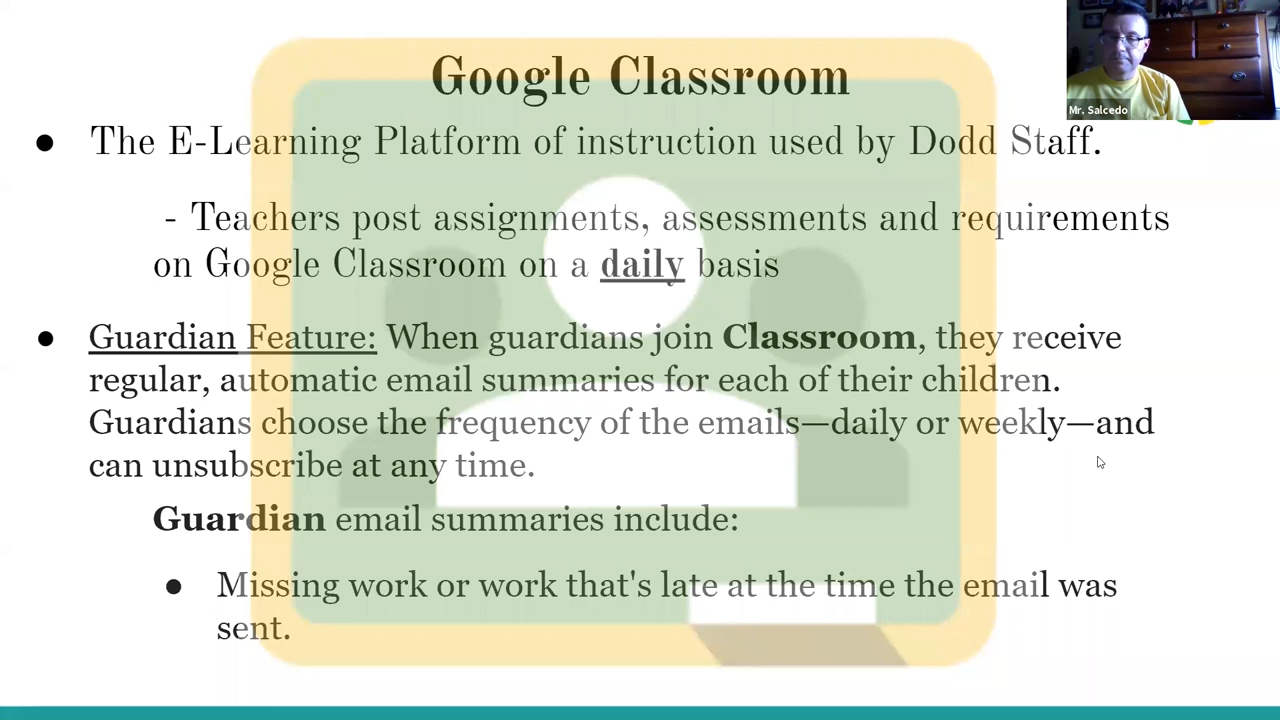 Google Classroom
Mr. Salcedo
● The E-Learning Platform of instruction used by Dodd Staff.
- Teachers post assignments, assessments and requirements
on Google Classroom on a daily basis
● Guardian Feature: When guardians join Classroom, they receive
regular, automatic email summaries for each of their children.
Guardians choose the frequency of the emails—daily or weekly—and
can unsubscribe at any time.
Guardian email summaries include:
● Missing work or work that's late at the time the email was
sent.